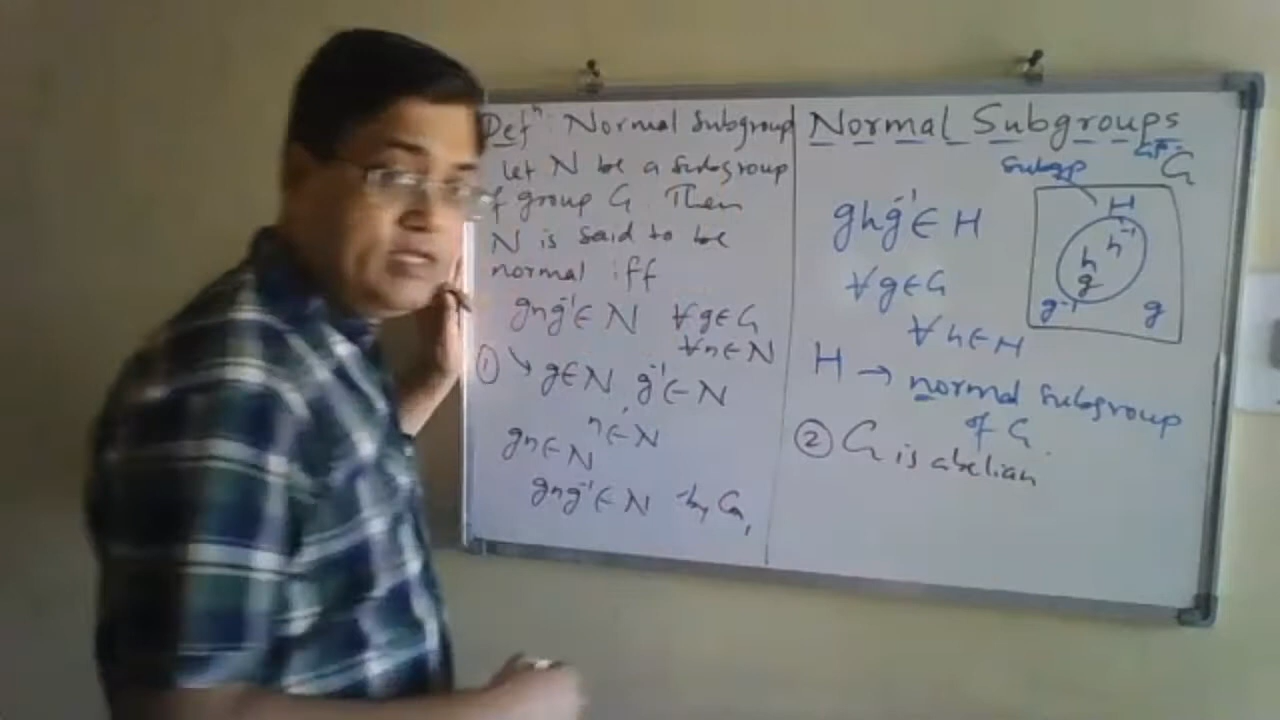 Defⁿ: Normal Subgroup
Let N be a subgroup
of group G. Then
N is said to be
normal iff
gng⁻¹ ∈ N ∀g∈G
∀n∈N
① ↘ g∈N, g⁻¹∈N
n∈N
gn∈N
gng⁻¹∈N -by
Normal Subgroups
Subgp
G
H
h⁻¹
h
g
g⁻¹
g
ghg⁻¹∈H
∀g∈G
∀h∈H
H → normal subgroup
of G
② G is abelian